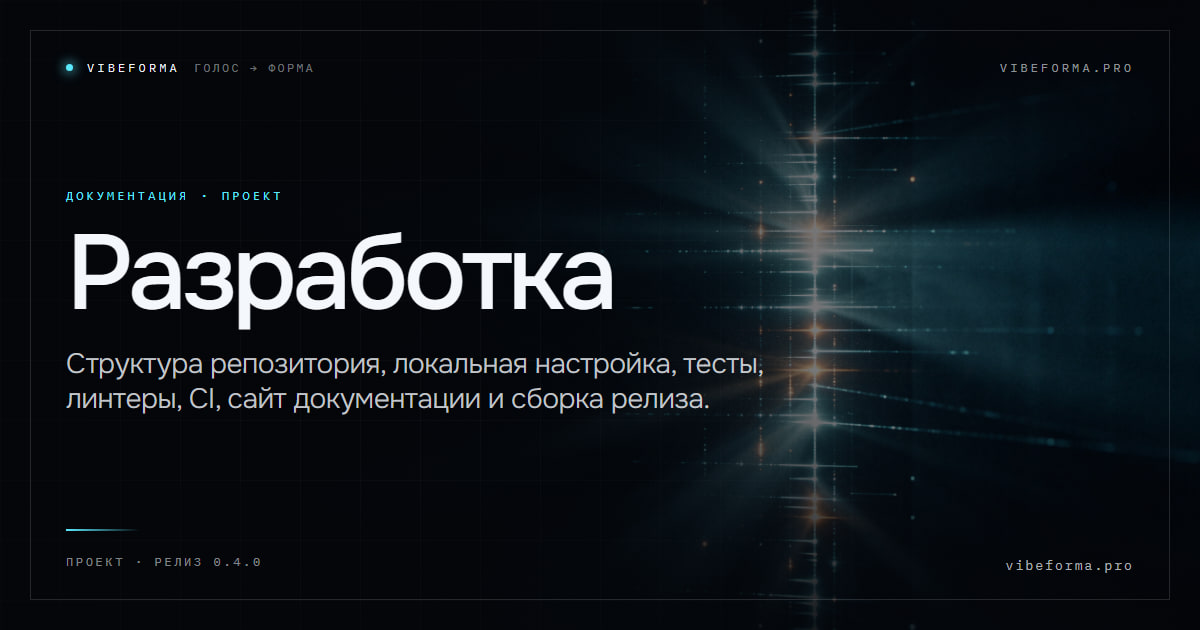 VIBEFORMA ГОЛОС → ФОРМА
VIBEFORMA.PRO
ДОКУМЕНТАЦИЯ · ПРОЕКТ
Разработка
Структура репозитория, локальная настройка, тесты,
линтеры, CI, сайт документации и сборка релиза.
ПРОЕКТ · РЕЛИЗ 0.4.0
vibeforma.pro